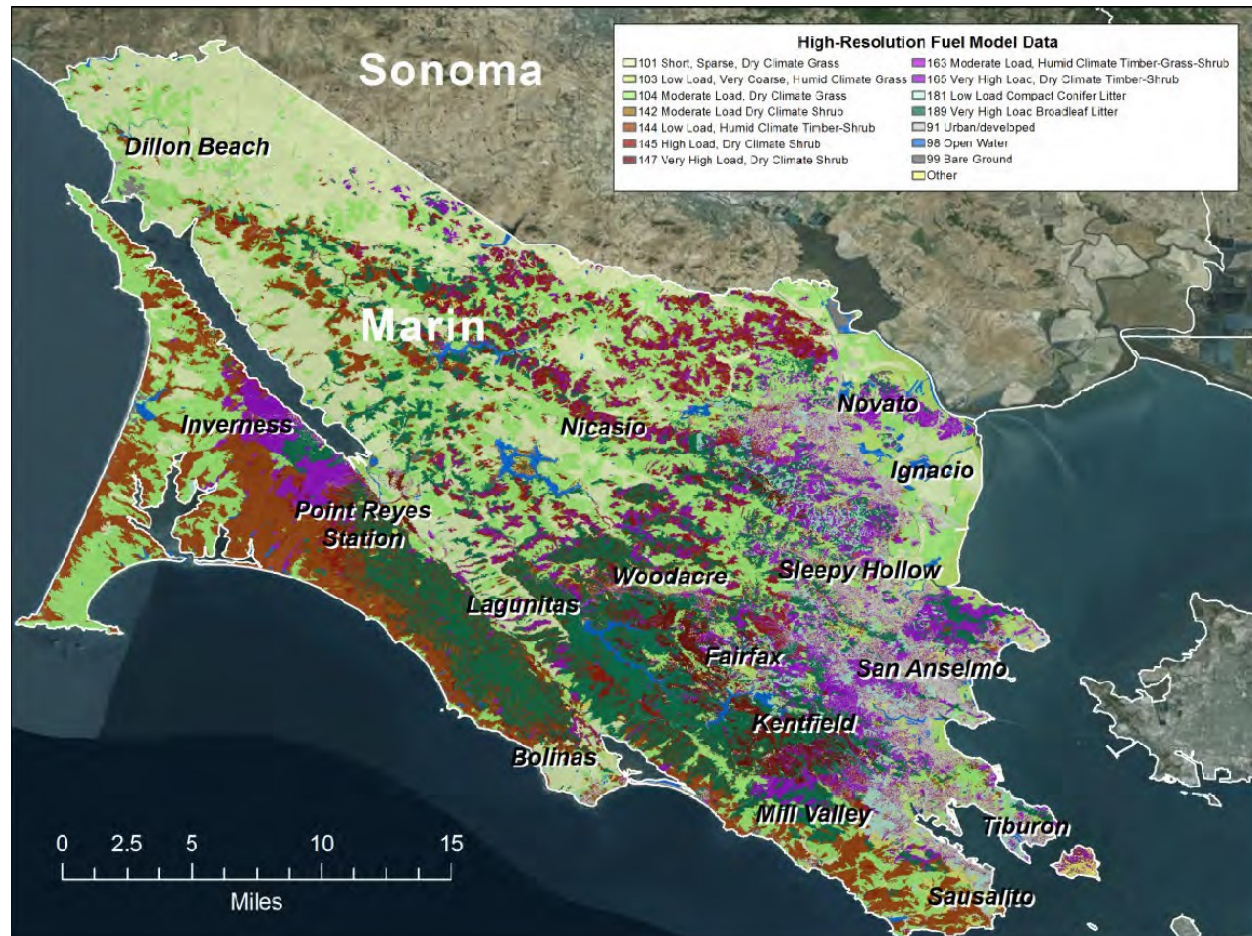 Sonoma
High-Resolution Fuel Model Data
101 Short, Sparse, Dry Climate Grass
103 Low Load, Very Coarse, Humid Climate Grass
104 Moderate Load, Dry Climate Grass
142 Moderate Load Dry Climate Shrub
144 Low Load, Humid Climate Timber-Shrub
145 High Load, Dry Climate Shrub
147 Very High Load, Dry Climate Shrub
163 Moderate Load, Humid Climate Timber-Grass-Shrub
165 Very High Load, Dry Climate Timber-Shrub
181 Low Load Compact Conifer Litter
189 Very High Load Broadleaf Litter
91 Urban/developed
98 Open Water
99 Bare Ground
Other
Dillon Beach
Marin
Novato
Inverness
Nicasio
Ignacio
Point Reyes
Station
Woodacre
Sleepy Hollow
Lagunitas
Fairfax
San Anselmo
Kentfield
Bolinas
Mill Valley
Tiburon
Sausalito
0 2.5 5 10 15
Miles